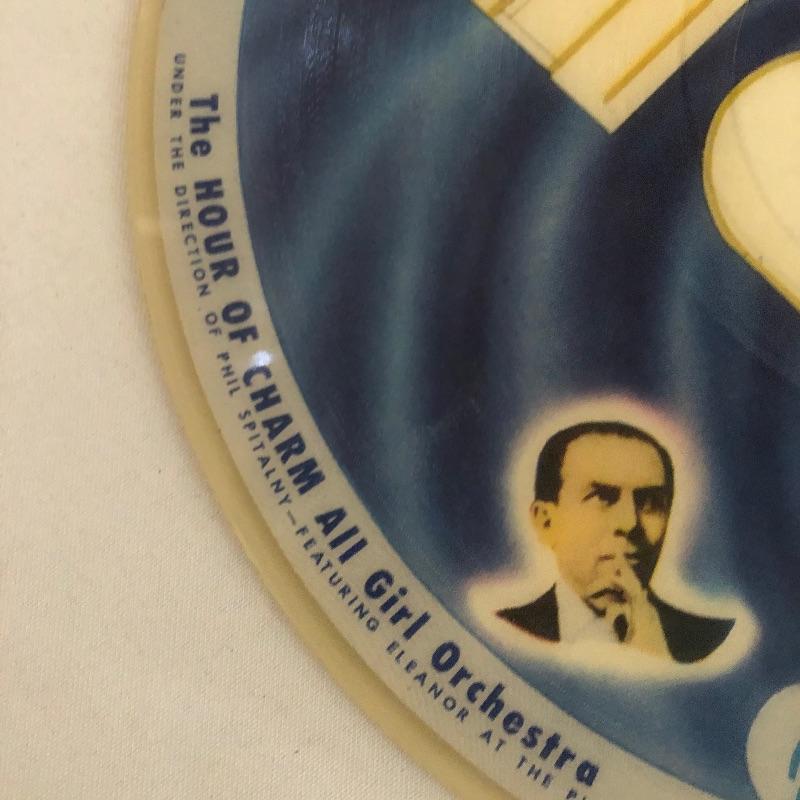 The HOUR OF CHARM All Girl Orchestra
UNDER THE DIRECTION OF PHIL SPITALNY—FEATURING ELEANOR AT THE